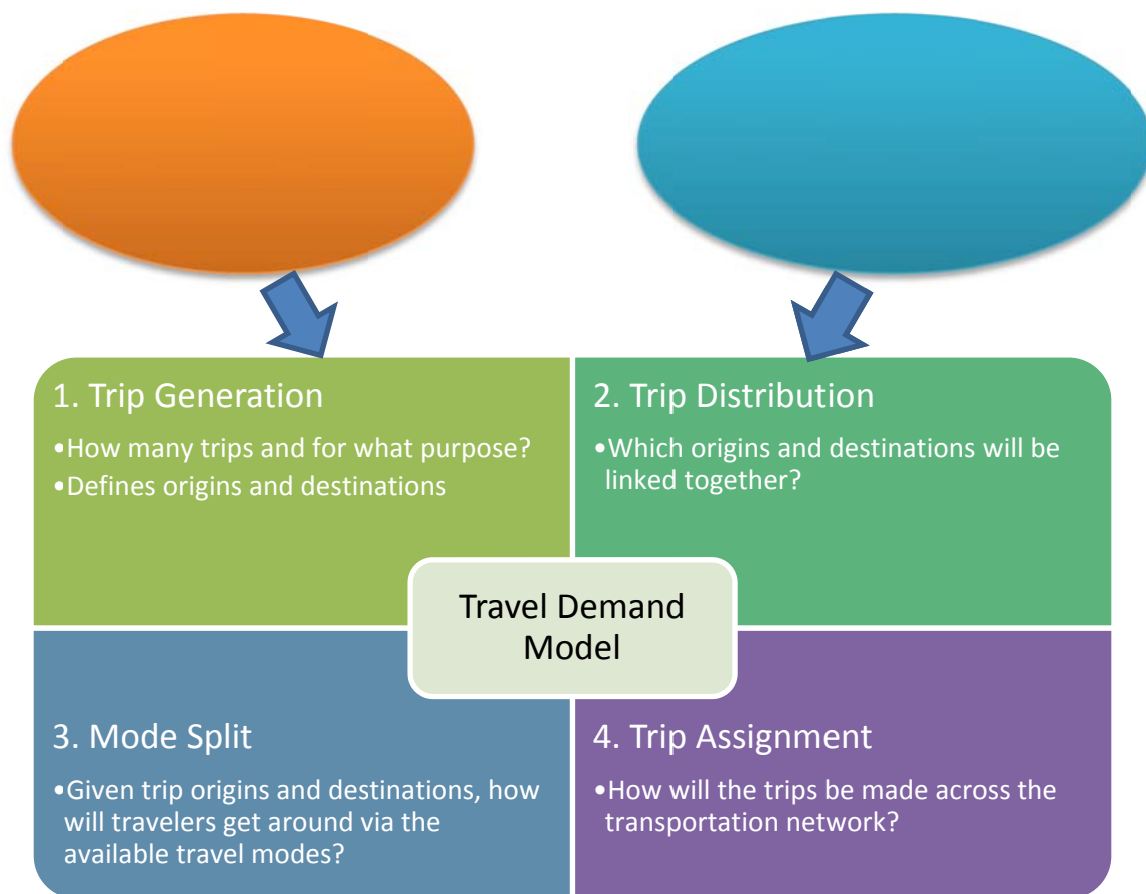 1. Trip Generation
•How many trips and for what purpose?
•Defines origins and destinations
2. Trip Distribution
•Which origins and destinations will be
linked together?
Travel Demand
Model
3. Mode Split
•Given trip origins and destinations, how
will travelers get around via the
available travel modes?
4. Trip Assignment
•How will the trips be made across the
transportation network?